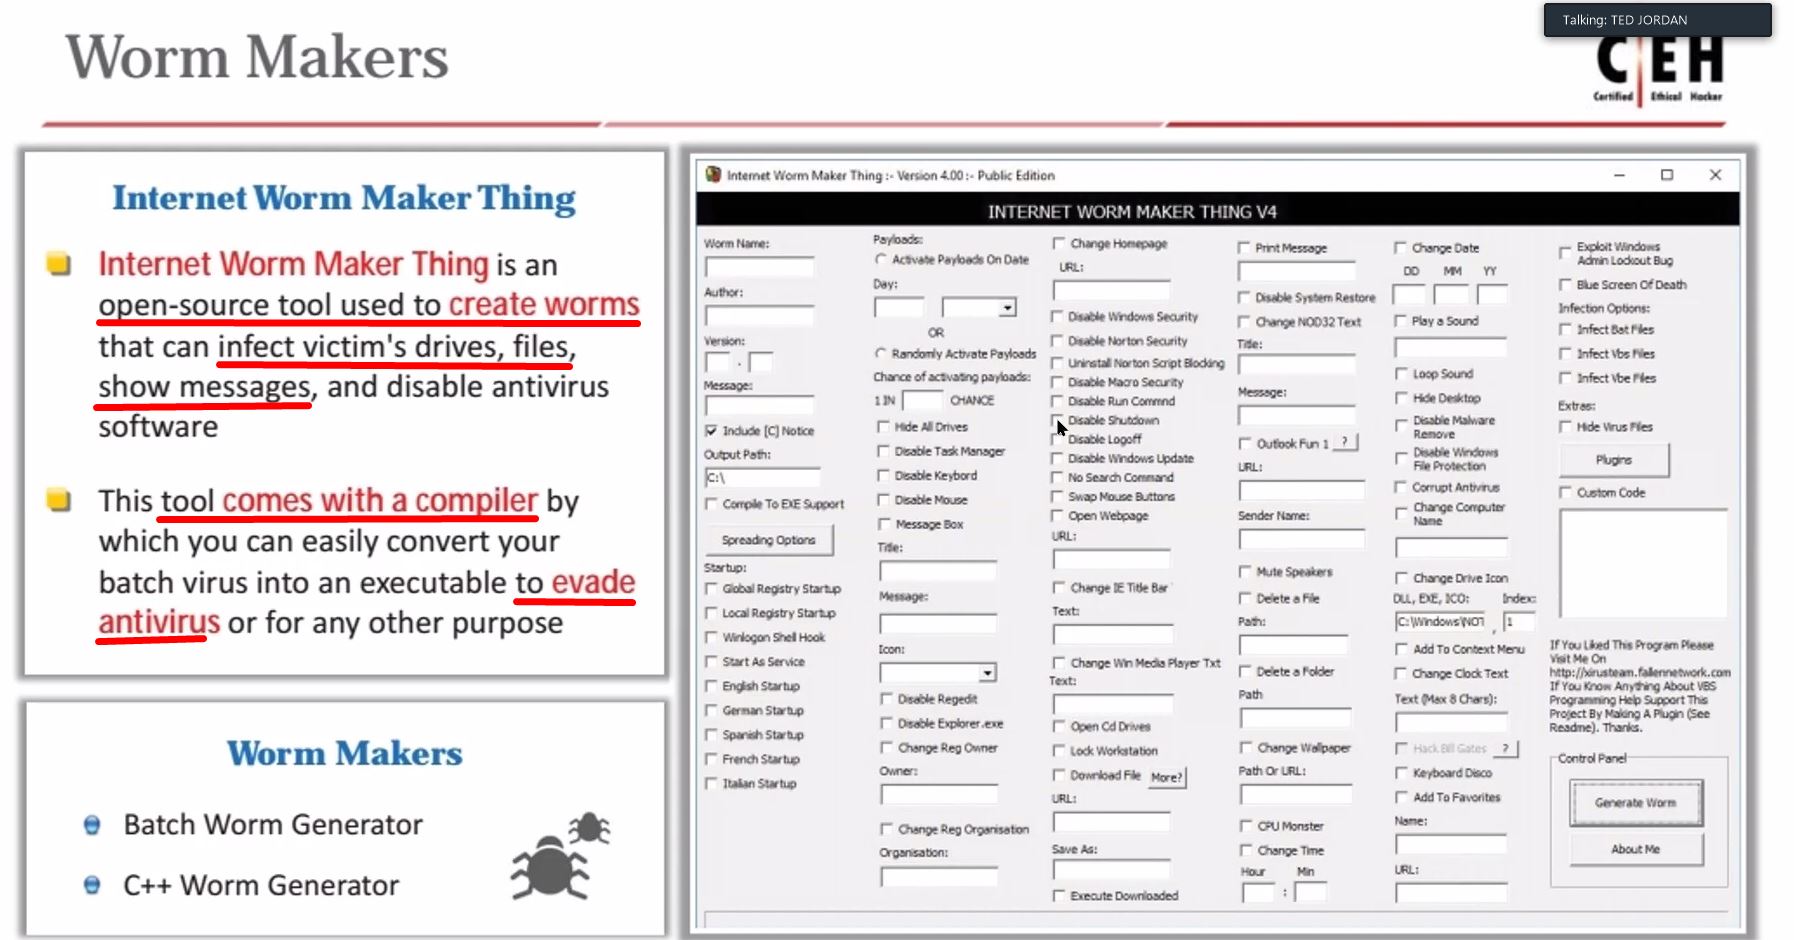 Talking: TED JORDAN
Worm Makers
C|EH
Certified Ethical Hacker
Internet Worm Maker Thing
Internet Worm Maker Thing is an
open-source tool used to create worms
that can infect victim's drives, files,
show messages, and disable antivirus
software
This tool comes with a compiler by
which you can easily convert your
batch virus into an executable to evade
antivirus or for any other purpose
Worm Makers
Batch Worm Generator
C++ Worm Generator
Internet Worm Maker Thing :- Version 4.00 :- Public Edition
INTERNET WORM MAKER THING V4
Worm Name:
Author:
Version:
.
Message:
Include [C] Notice
Output Path:
C:\
Compile To EXE Support
Spreading Options
Startup:
Global Registry Startup
Local Registry Startup
Winlogon Shell Hook
Start As Service
English Startup
German Startup
Spanish Startup
French Startup
Italian Startup
Payloads:
Activate Payloads On Date
Day:
OR
Randomly Activate Payloads
Chance of activating payloads:
1 IN CHANCE
Hide All Drives
Disable Task Manager
Disable Keybord
Disable Mouse
Message Box
Title:
Message:
Icon:
Disable Regedit
Disable Explorer.exe
Change Reg Owner
Owner:
Change Reg Organisation
Organisation:
Change Homepage
URL:
Disable Windows Security
Disable Norton Security
Uninstall Norton Script Blocking
Disable Macro Security
Disable Run Commnd
Disable Shutdown
Disable Logoff
Disable Windows Update
No Search Command
Swap Mouse Buttons
Open Webpage
URL:
Change IE Title Bar
Text:
Change Win Media Player Txt
Text:
Open Cd Drives
Lock Workstation
Download File More?
URL:
Save As:
Execute Downloaded
Print Message
Disable System Restore
Change NOD32 Text
Title:
Message:
Outlook Fun 1 ?
URL:
Sender Name:
Mute Speakers
Delete a File
Path:
Delete a Folder
Path
Change Wallpaper
Path Or URL:
CPU Monster
Change Time
Hour Min
:
Change Date
DD MM YY
Play a Sound
Loop Sound
Hide Desktop
Disable Malware
Remove
Disable Windows
File Protection
Corrupt Antivirus
Change Computer
Name
Change Drive Icon
DLL, EXE, ICO: Index:
C:\Windows\NOT , 1
Add To Context Menu
Change Clock Text
Text (Max 8 Chars):
Hack Bill Gates ?
Keyboard Disco
Add To Favorites
Name:
URL:
Exploit Windows
Admin Lockout Bug
Blue Screen Of Death
Infection Options:
Infect Bat Files
Infect Vbs Files
Infect Vbe Files
Extras:
Hide Virus Files
Plugins
Custom Code
If You Liked This Program Please
Visit Me On
http://xirusteam.fallennetwork.com
If You Know Anything About VBS
Programming Help Support This
Project By Making A Plugin (See
Readme). Thanks.
Control Panel
Generate Worm
About Me